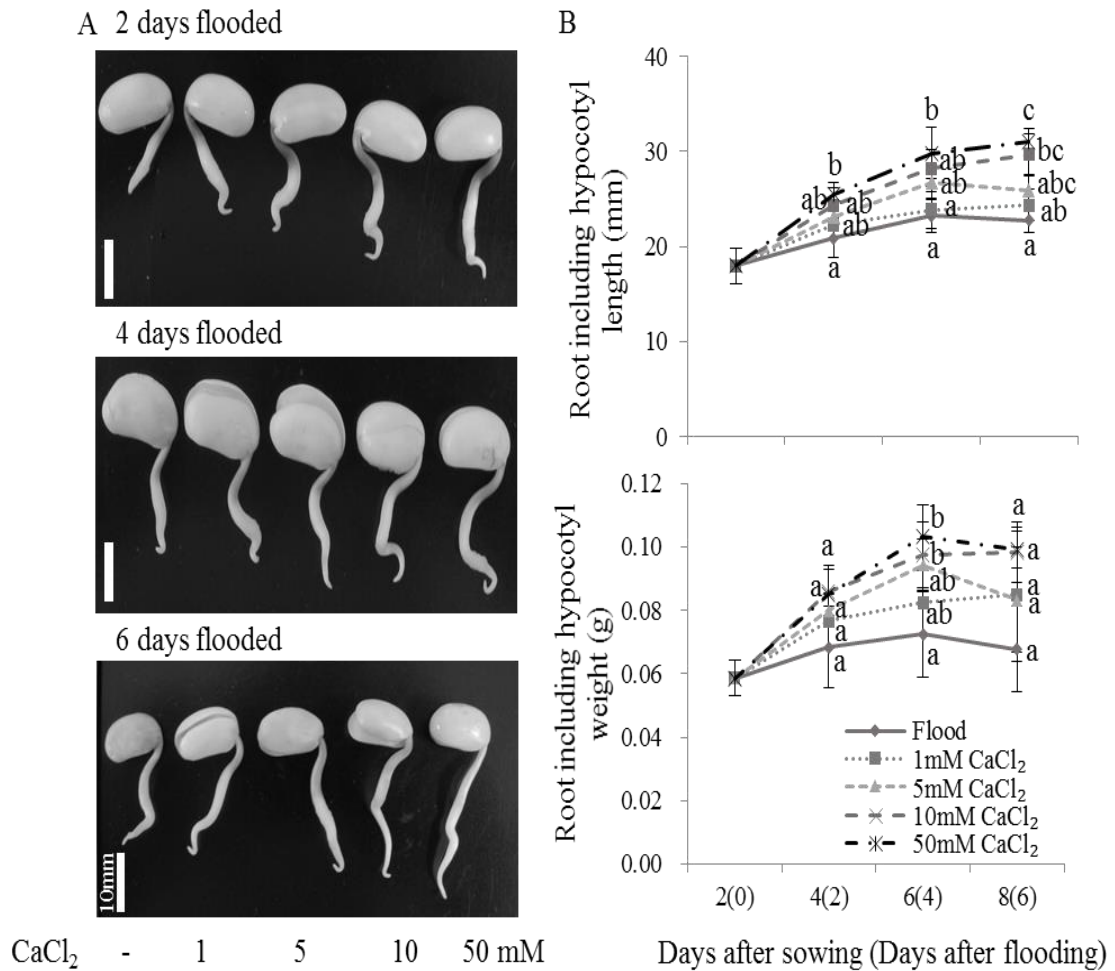 A 2 days flooded
4 days flooded
6 days flooded
10mm
CaCl₂ - 1 5 10 50 mM
B
Root including hypocotyl
length (mm)
40
30
20
10
0
b
ab
ab
ab
a
b
ab
ab
a
a
c
bc
abc
ab
a
Root including hypocotyl
weight (g)
0.12
0.10
0.08
0.06
0.04
0.02
0.00
a
a
a
a
a
b
b
ab
ab
a
a
a
a
a
a
Flood
1mM CaCl₂
5mM CaCl₂
10mM CaCl₂
50mM CaCl₂
2(0) 4(2) 6(4) 8(6)
Days after sowing (Days after flooding)